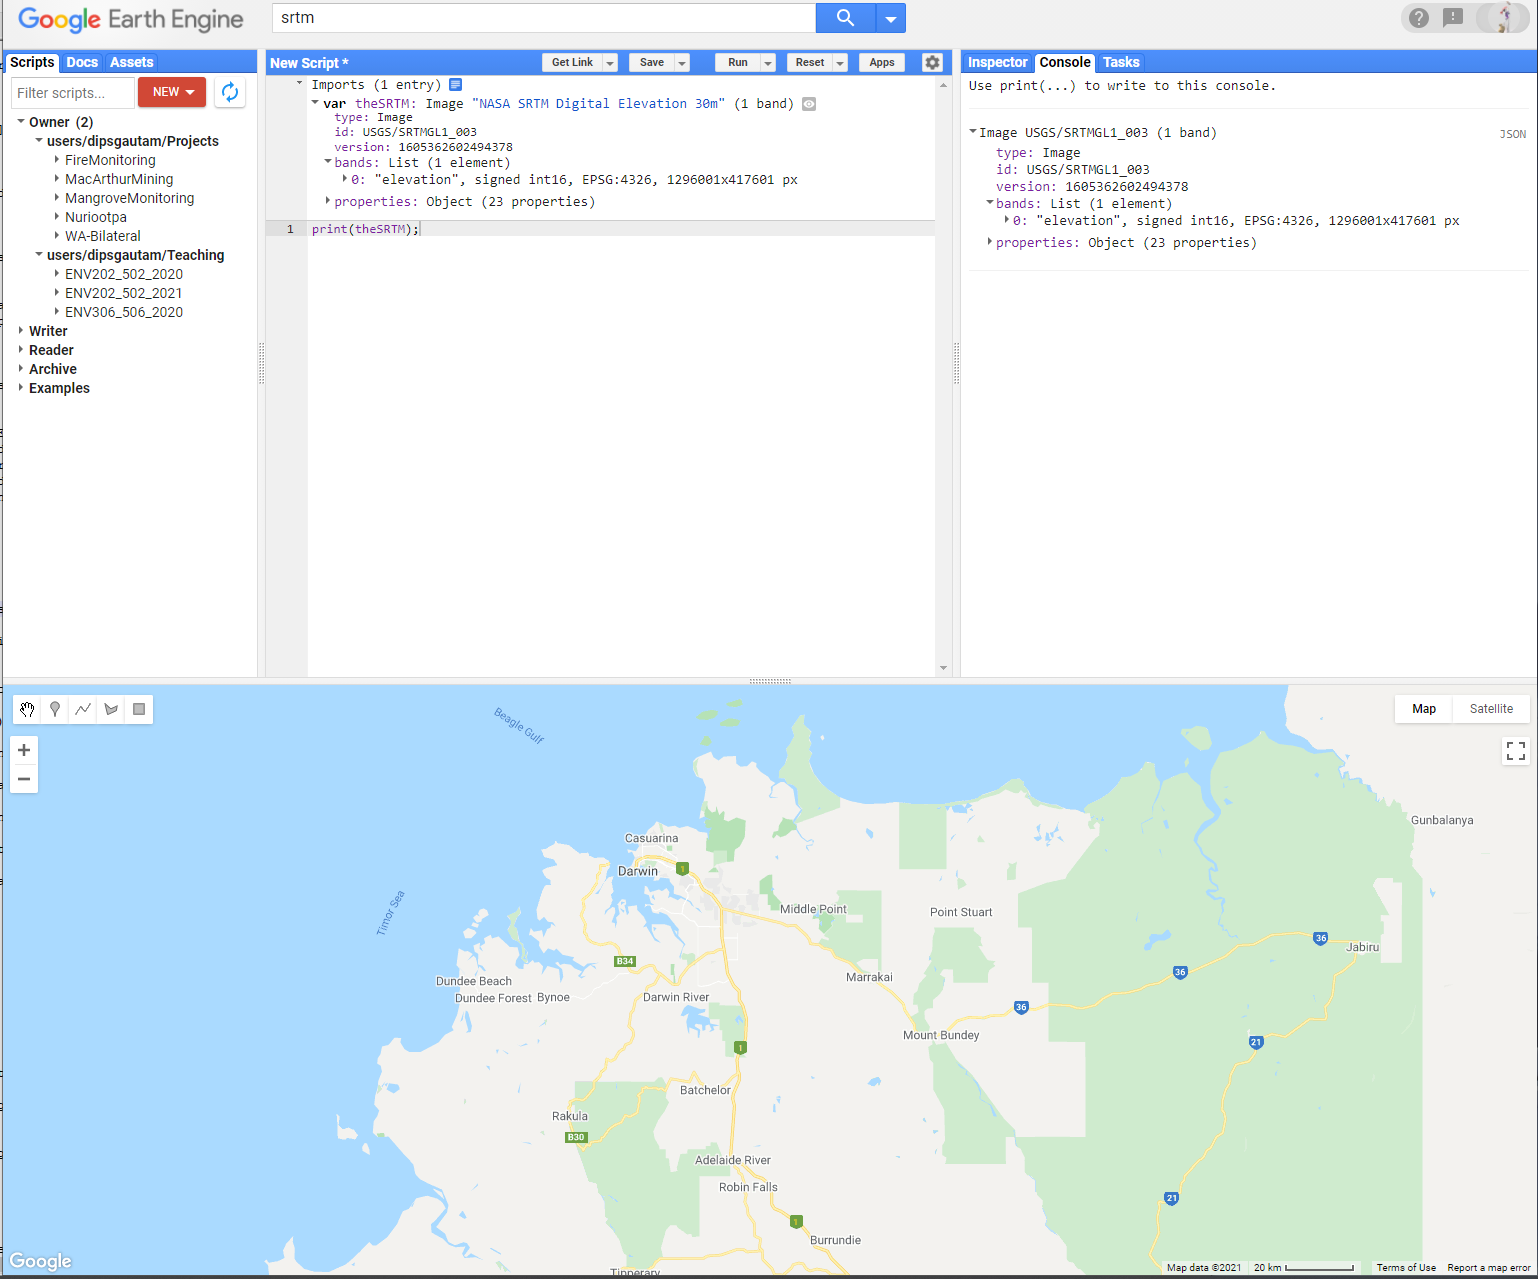 Google Earth Engine
srtm
Scripts Docs Assets
Filter scripts...
NEW
Owner (2)
users/dipsgautam/Projects
FireMonitoring
MacArthurMining
MangroveMonitoring
Nuriootpa
WA-Bilateral
users/dipsgautam/Teaching
ENV202_502_2020
ENV202_502_2021
ENV306_506_2020
Writer
Reader
Archive
Examples
New Script *
Get Link
Save
Run
Reset
Apps
Imports (1 entry)
var theSRTM: Image "NASA SRTM Digital Elevation 30m" (1 band)
type: Image
id: USGS/SRTMGL1_003
version: 1605362602494378
bands: List (1 element)
0: "elevation", signed int16, EPSG:4326, 1296001x417601 px
properties: Object (23 properties)
1 print(theSRTM);
Inspector Console Tasks
Use print(...) to write to this console.
Image USGS/SRTMGL1_003 (1 band)
JSON
type: Image
id: USGS/SRTMGL1_003
version: 1605362602494378
bands: List (1 element)
0: "elevation", signed int16, EPSG:4326, 1296001x417601 px
properties: Object (23 properties)
Map Satellite
Beagle Gulf
Gunbalanya
Casuarina
Darwin
1
Timor Sea
Middle Point
Point Stuart
36
Jabiru
B34
36
Dundee Beach
Marrakai
Dundee Forest
Bynoe
Darwin River
36
Mount Bundey
1
21
Batchelor
Rakula
B30
Adelaide River
Robin Falls
21
1
Burrundie
Tipperary
Google
Map data ©2021
20 km
Terms of Use
Report a map error